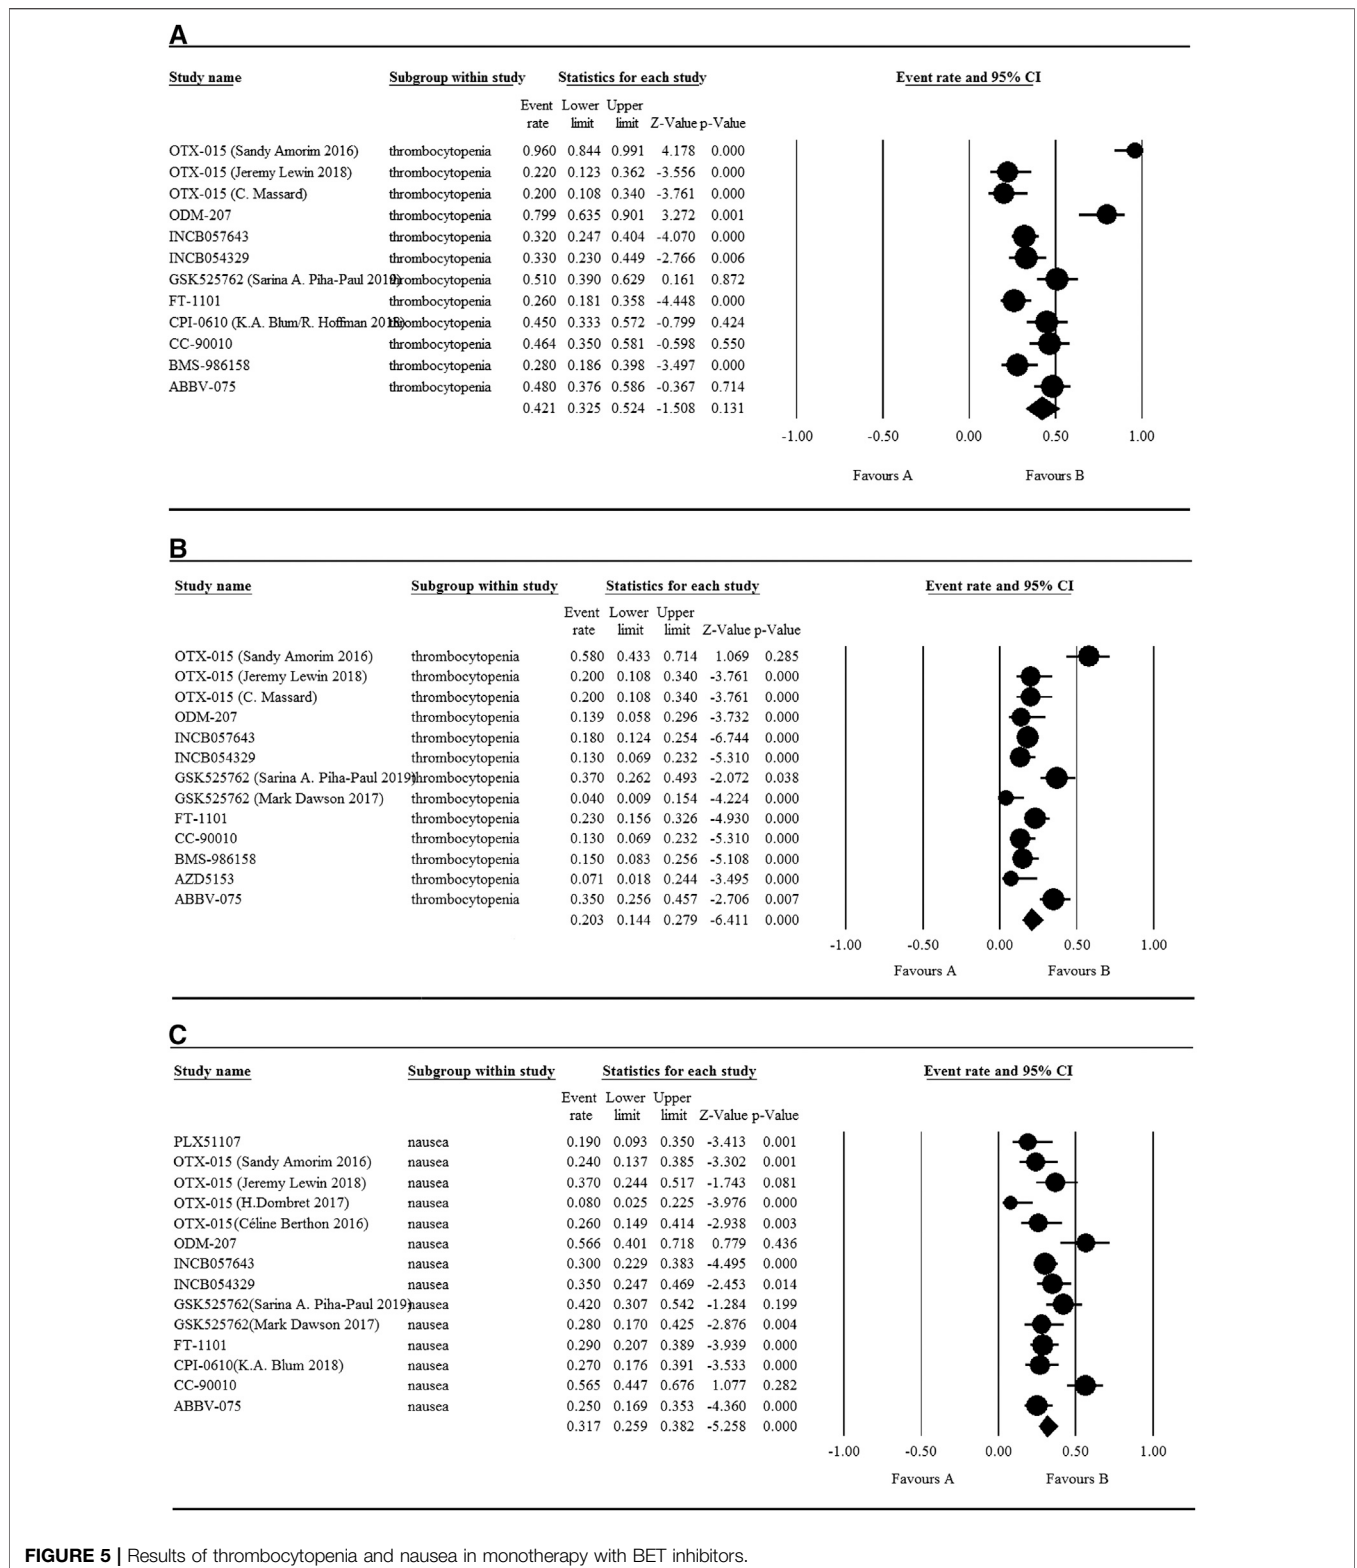 A
Study name Subgroup within study Statistics for each study Event rate and 95% CI
Event Lower Upper
rate limit limit Z-Value p-Value
OTX-015 (Sandy Amorim 2016) thrombocytopenia 0.960 0.844 0.991 4.178 0.000
OTX-015 (Jeremy Lewin 2018) thrombocytopenia 0.220 0.123 0.362 -3.556 0.000
OTX-015 (C. Massard) thrombocytopenia 0.200 0.108 0.340 -3.761 0.000
ODM-207 thrombocytopenia 0.799 0.635 0.901 3.272 0.001
INCB057643 thrombocytopenia 0.320 0.247 0.404 -4.070 0.000
INCB054329 thrombocytopenia 0.330 0.230 0.449 -2.766 0.006
GSK525762 (Sarina A. Piha-Paul 2019) thrombocytopenia 0.510 0.390 0.629 0.161 0.872
FT-1101 thrombocytopenia 0.260 0.181 0.358 -4.448 0.000
CPI-0610 (K.A. Blum/R. Hoffman 2018) thrombocytopenia 0.450 0.333 0.572 -0.799 0.424
CC-90010 thrombocytopenia 0.464 0.350 0.581 -0.598 0.550
BMS-986158 thrombocytopenia 0.280 0.186 0.398 -3.497 0.000
ABBV-075 thrombocytopenia 0.480 0.376 0.586 -0.367 0.714
0.421 0.325 0.524 -1.508 0.131
-1.00 -0.50 0.00 0.50 1.00
Favours A Favours B
B
Study name Subgroup within study Statistics for each study Event rate and 95% CI
Event Lower Upper
rate limit limit Z-Value p-Value
OTX-015 (Sandy Amorim 2016) thrombocytopenia 0.580 0.433 0.714 1.069 0.285
OTX-015 (Jeremy Lewin 2018) thrombocytopenia 0.200 0.108 0.340 -3.761 0.000
OTX-015 (C. Massard) thrombocytopenia 0.200 0.108 0.340 -3.761 0.000
ODM-207 thrombocytopenia 0.139 0.058 0.296 -3.732 0.000
INCB057643 thrombocytopenia 0.180 0.124 0.254 -6.744 0.000
INCB054329 thrombocytopenia 0.130 0.069 0.232 -5.310 0.000
GSK525762 (Sarina A. Piha-Paul 2019) thrombocytopenia 0.370 0.262 0.493 -2.072 0.038
GSK525762 (Mark Dawson 2017) thrombocytopenia 0.040 0.009 0.154 -4.224 0.000
FT-1101 thrombocytopenia 0.230 0.156 0.326 -4.930 0.000
CC-90010 thrombocytopenia 0.130 0.069 0.232 -5.310 0.000
BMS-986158 thrombocytopenia 0.150 0.083 0.256 -5.108 0.000
AZD5153 thrombocytopenia 0.071 0.018 0.244 -3.495 0.000
ABBV-075 thrombocytopenia 0.350 0.256 0.457 -2.706 0.007
0.203 0.144 0.279 -6.411 0.000
-1.00 -0.50 0.00 0.50 1.00
Favours A Favours B
C
Study name Subgroup within study Statistics for each study Event rate and 95% CI
Event Lower Upper
rate limit limit Z-Value p-Value
PLX51107 nausea 0.190 0.093 0.350 -3.413 0.001
OTX-015 (Sandy Amorim 2016) nausea 0.240 0.137 0.385 -3.302 0.001
OTX-015 (Jeremy Lewin 2018) nausea 0.370 0.244 0.517 -1.743 0.081
OTX-015 (H.Dombret 2017) nausea 0.080 0.025 0.225 -3.976 0.000
OTX-015(Céline Berthon 2016) nausea 0.260 0.149 0.414 -2.938 0.003
ODM-207 nausea 0.566 0.401 0.718 0.779 0.436
INCB057643 nausea 0.300 0.229 0.383 -4.495 0.000
INCB054329 nausea 0.350 0.247 0.469 -2.453 0.014
GSK525762(Sarina A. Piha-Paul 2019) nausea 0.420 0.307 0.542 -1.284 0.199
GSK525762(Mark Dawson 2017) nausea 0.280 0.170 0.425 -2.876 0.004
FT-1101 nausea 0.290 0.207 0.389 -3.939 0.000
CPI-0610(K.A. Blum 2018) nausea 0.270 0.176 0.391 -3.533 0.000
CC-90010 nausea 0.565 0.447 0.676 1.077 0.282
ABBV-075 nausea 0.250 0.169 0.353 -4.360 0.000
0.317 0.259 0.382 -5.258 0.000
-1.00 -0.50 0.00 0.50 1.00
Favours A Favours B
FIGURE 5 | Results of thrombocytopenia and nausea in monotherapy with BET inhibitors.